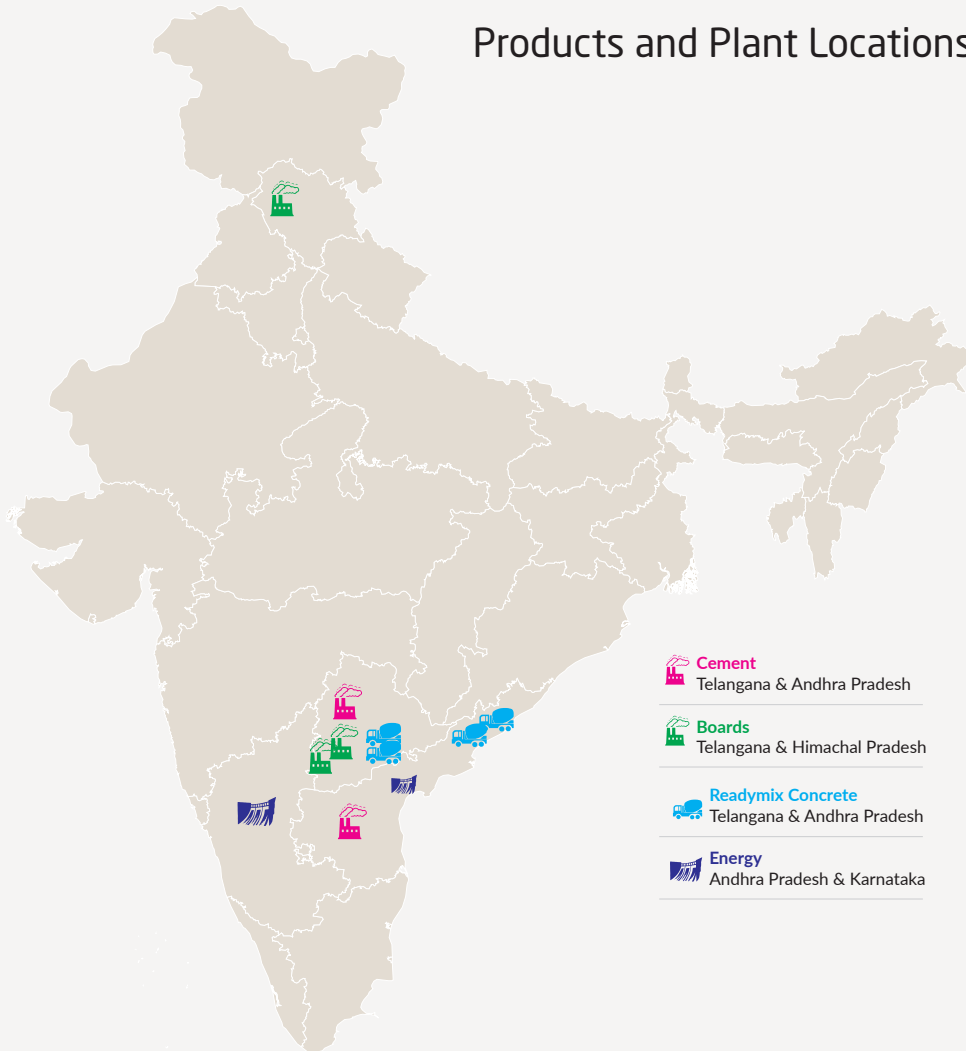 Products and Plant Locations
Cement
Telangana & Andhra Pradesh
Boards
Telangana & Himachal Pradesh
Readymix Concrete
Telangana & Andhra Pradesh
Energy
Andhra Pradesh & Karnataka